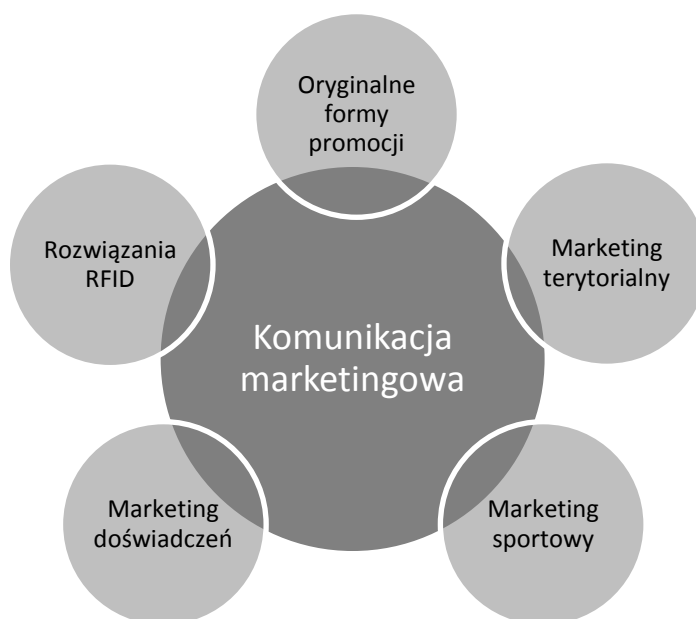 Oryginalne
formy
promocji
Rozwiązania
RFID
Marketing
terytorialny
Komunikacja
marketingowa
Marketing
doświadczeń
Marketing
sportowy